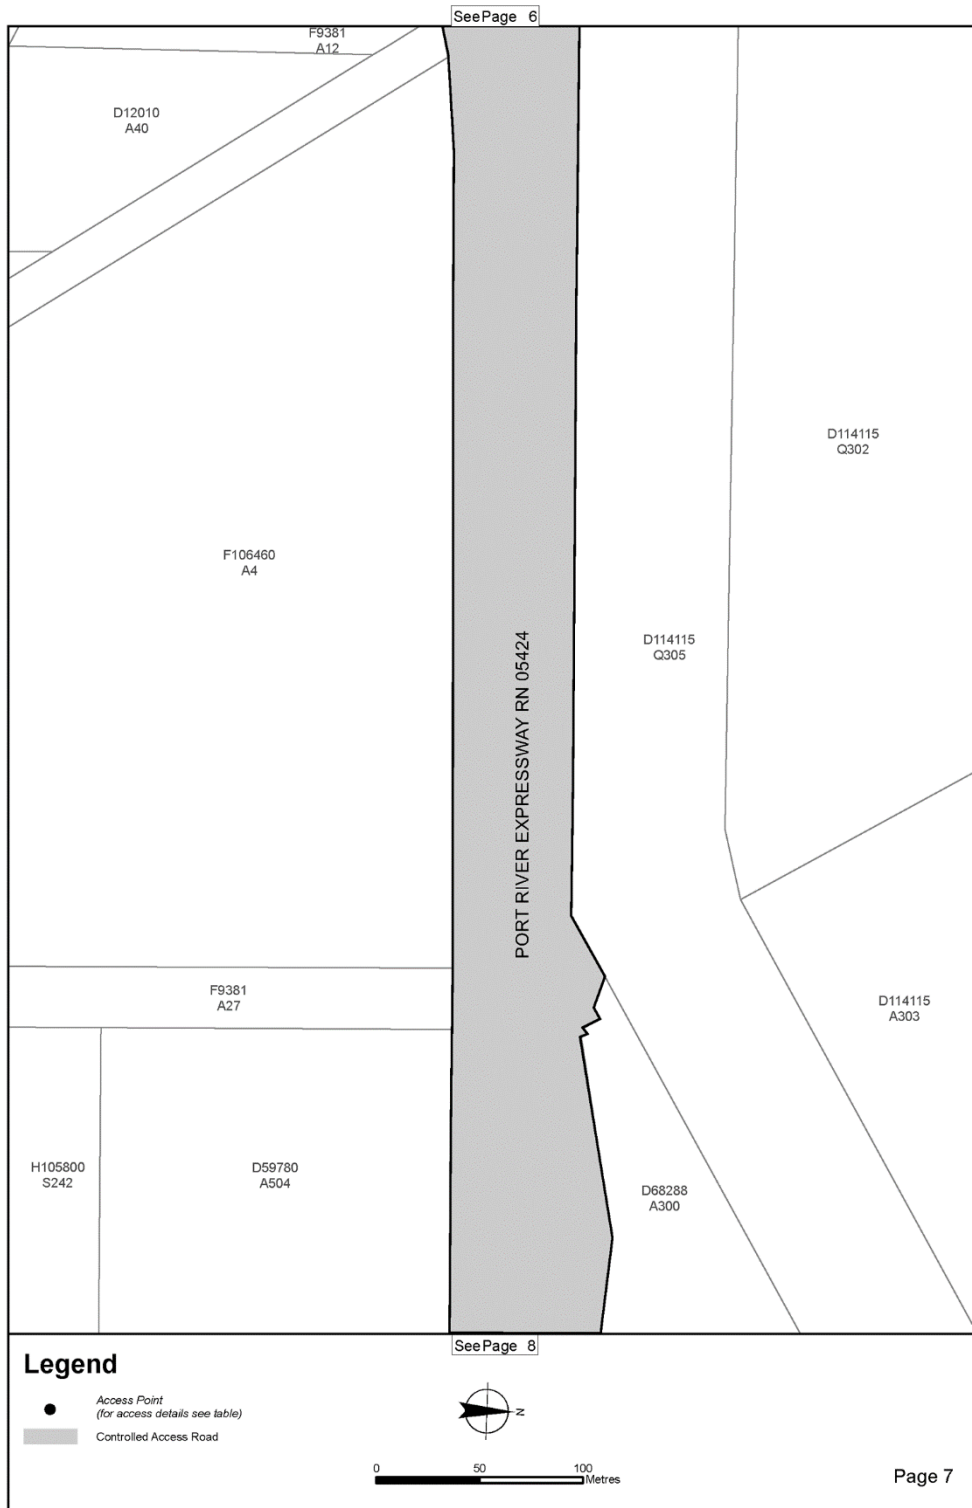 See Page 6
F9381
A12
D12010
A40
D114115
Q302
F106460
A4
D114115
Q305
PORT RIVER EXPRESSWAY RN 05424
F9381
A27
D114115
A303
H105800
S242
D59780
A504
D68288
A300
See Page 8
Legend
Access Point
(for access details see table)
Controlled Access Road
N
0 50 100
Metres
Page 7